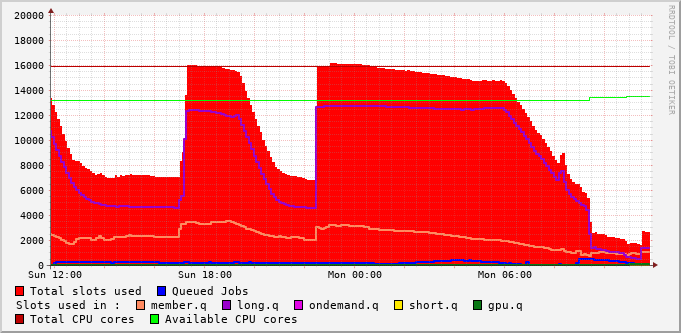 20000
18000
16000
14000
12000
10000
8000
6000
4000
2000
0
Sun 12:00 Sun 18:00 Mon 00:00 Mon 06:00
RRDTOOL / TOBI OETIKER
Total slots used Queued Jobs
Slots used in : member.q long.q ondemand.q short.q gpu.q
Total CPU cores Available CPU cores